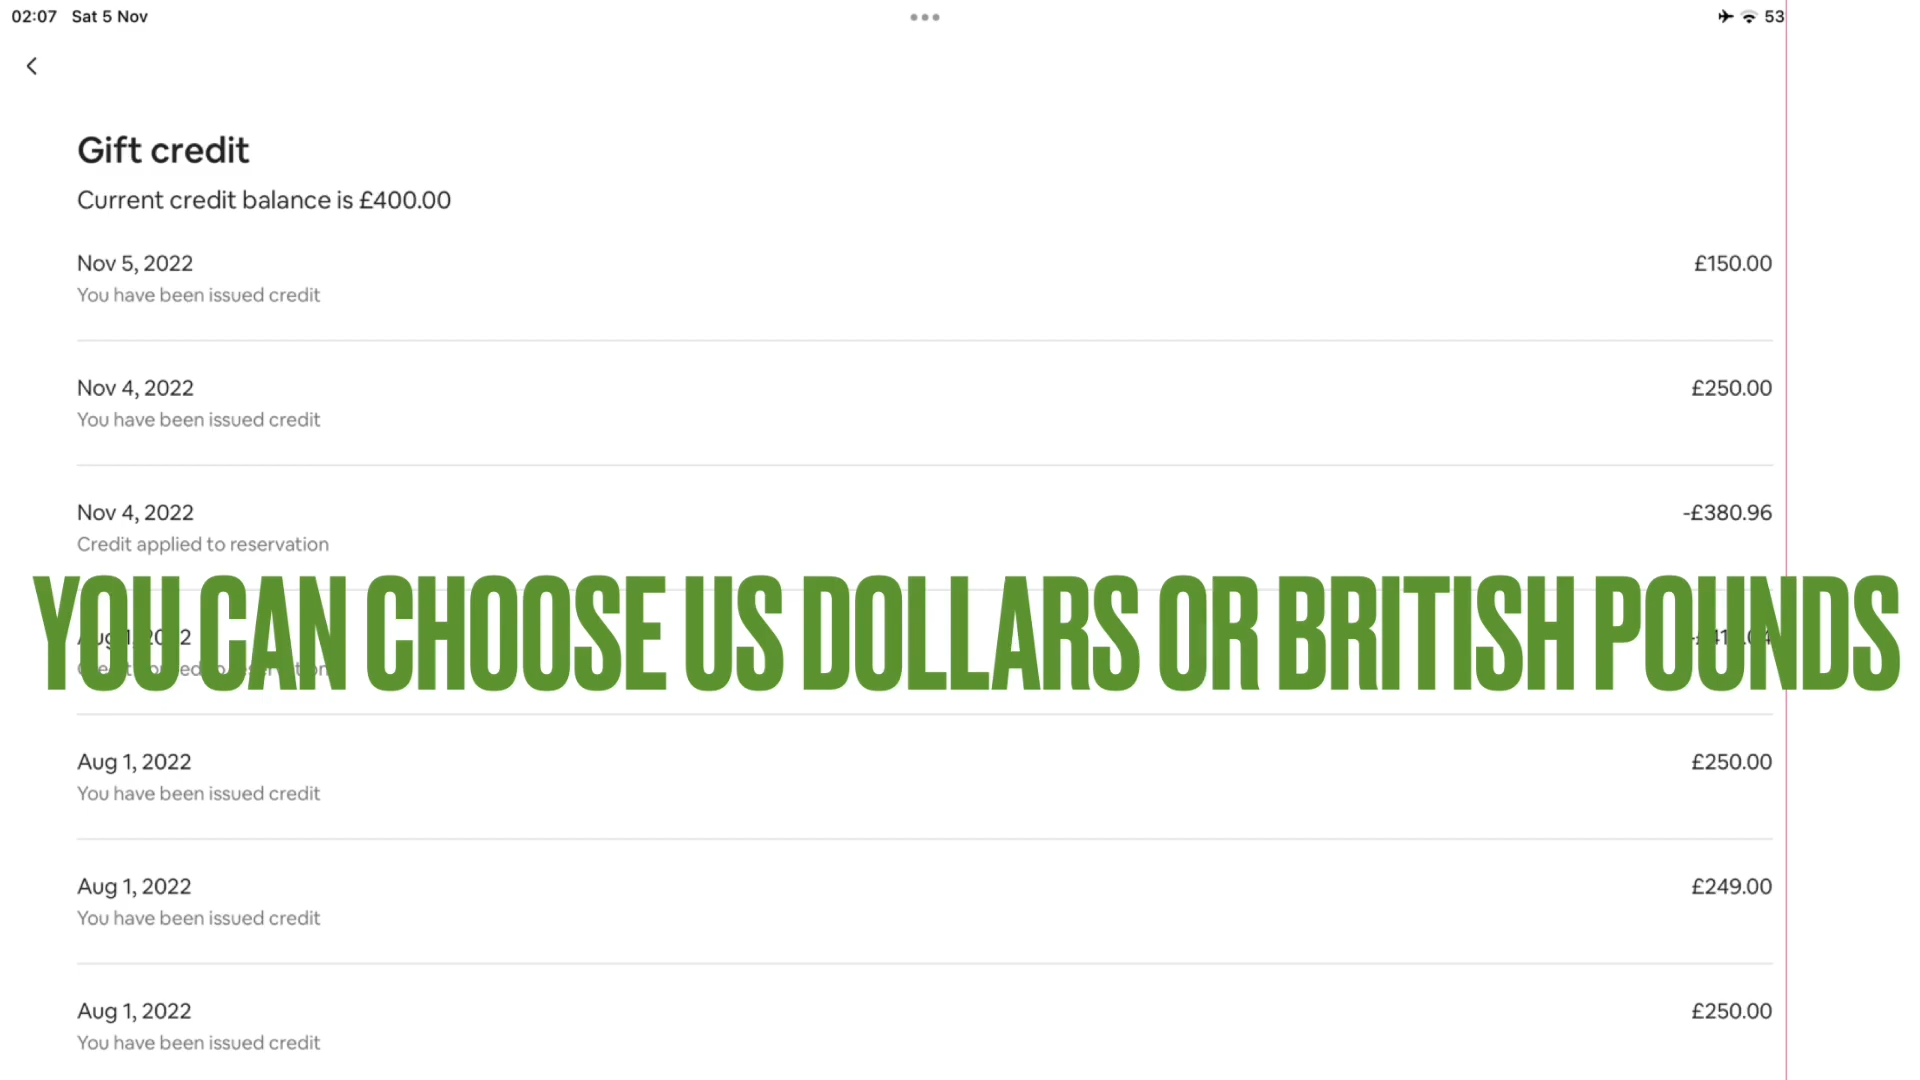 02:07 Sat 5 Nov
53
Gift credit
Current credit balance is £400.00
Nov 5, 2022 £150.00
You have been issued credit
Nov 4, 2022 £250.00
You have been issued credit
Nov 4, 2022 -£380.96
Credit applied to reservation
YOU CAN CHOOSE US DOLLARS OR BRITISH POUNDS
Aug 1, 2022 £250.00
You have been issued credit
Aug 1, 2022 £249.00
You have been issued credit
Aug 1, 2022 £250.00
You have been issued credit